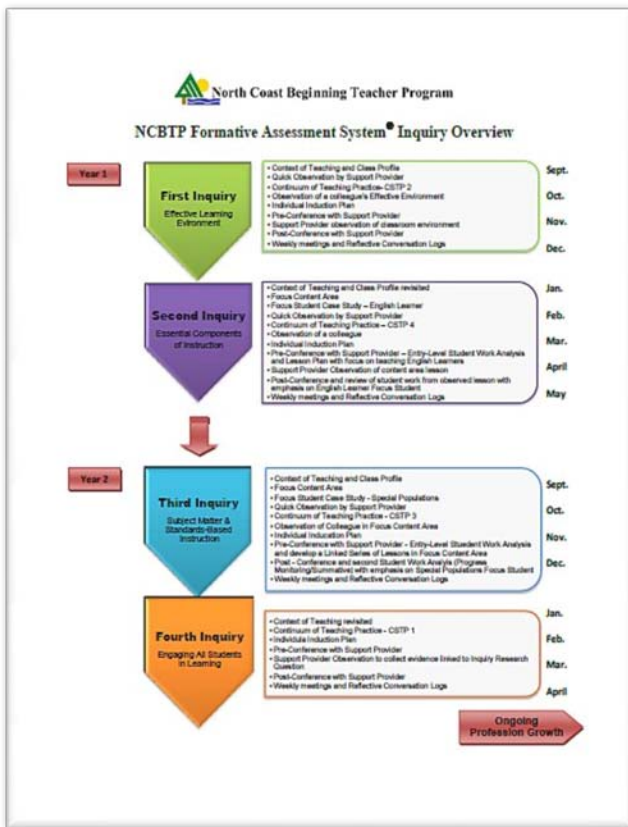 North Coast Beginning Teacher Program
NCBTP Formative Assessment System® Inquiry Overview
Year 1
First Inquiry
Effective Learning
Evironment
• Context of Teaching and Class Profile
• Quick Observation by Support Provider
• Continuum of Teaching Practice- CSTP 2
• Observation of a colleague's Effective Environment
• Individual Induction Plan
• Pre-Conference with Support Provider
• Support Provider observation of classroom environment
• Post-Conference with Support Provider
• Weekly meetings and Reflective Conversation Logs
Sept.
Oct.
Nov.
Dec.
Second Inquiry
Essential Components
of Instruction
• Context of Teaching and Class Profile revisited
• Focus Content Area
• Focus Student Case Study – English Learner
• Quick Observation by Support Provider
• Continuum of Teaching Practice – CSTP 4
• Observation of a colleague
• Individual Induction Plan
• Pre-Conference with Support Provider – Entry-Level Student Work Analysis
and Lesson Plan with focus on teaching English Learners
• Support Provider Observation of content area lesson
• Post-Conference and review of student work from observed lesson with
emphasis on English Learner Focus Student
• Weekly meetings and Reflective Conversation Logs
Jan.
Feb.
Mar.
April
May
Year 2
Third Inquiry
Subject Matter &
Standards-Based
Instruction
• Context of Teaching and Class Profile
• Focus Content Area
• Focus Student Case Study - Special Populations
• Quick Observation by Support Provider
• Continuum of Teaching Practice - CSTP 3
• Observation of Colleague in Focus Content Area
• Individual Induction Plan
• Pre-Conference with Support Provider - Entry-Level Student Work Analysis
and develop a Linked Series of Lessons in Focus Content Area
• Post - Conference and second Student Work Analysis (Progress
Monitoring/Summative) with emphasis on Special Populations Focus Student
• Weekly meetings and Reflective Conversation Logs
Sept.
Oct.
Nov.
Dec.
Fourth Inquiry
Engaging All Students
in Learning
• Context of Teaching revisited
• Continuum of Teaching Practice - CSTP 1
• Individule Induction Plan
• Pre-Conference with Support Provider
• Support Provider Observation to collect evidence linked to Inquiry Research
Question
• Post-Conference with Support Provider
• Weekly meetings and Reflective Conversation Logs
Jan.
Feb.
Mar.
April
Ongoing
Profession Growth